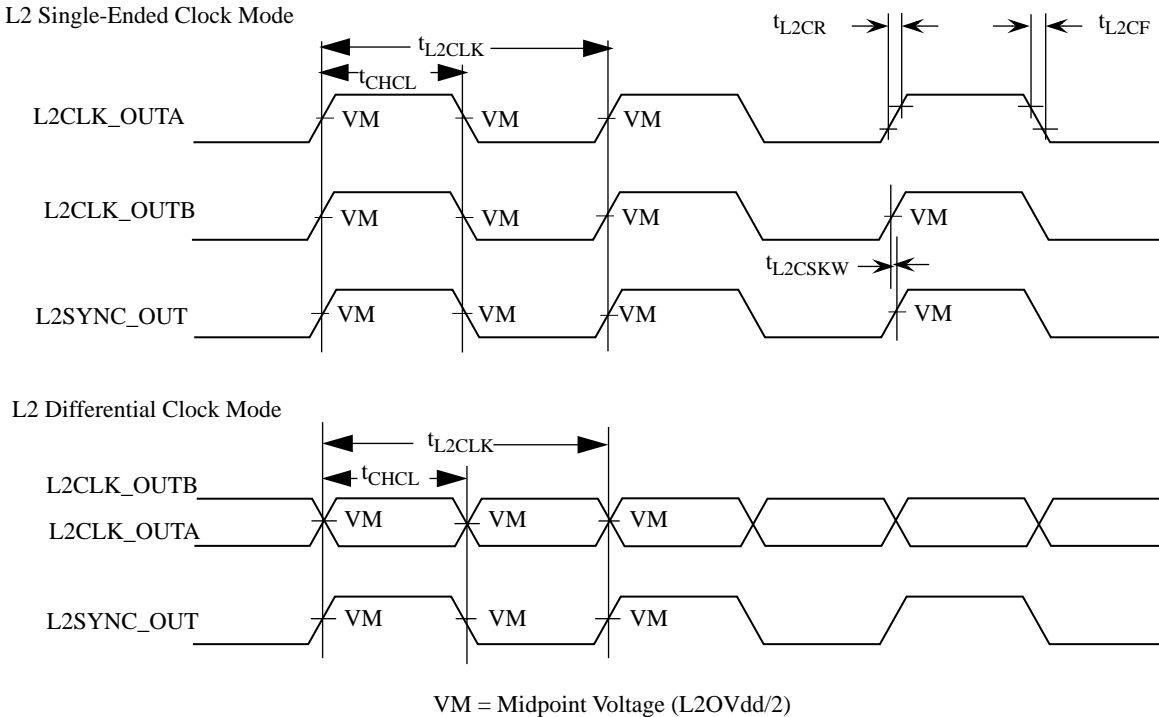 L2 Single-Ended Clock Mode
tL2CR
tL2CF
tL2CLK
tCHCL
L2CLK_OUTA
VM
VM
VM
L2CLK_OUTB
VM
VM
VM
VM
tL2CSKW
L2SYNC_OUT
VM
VM
VM
VM
L2 Differential Clock Mode
tL2CLK
tCHCL
L2CLK_OUTB
L2CLK_OUTA
VM
VM
VM
L2SYNC_OUT
VM
VM
VM
VM = Midpoint Voltage (L2OVdd/2)